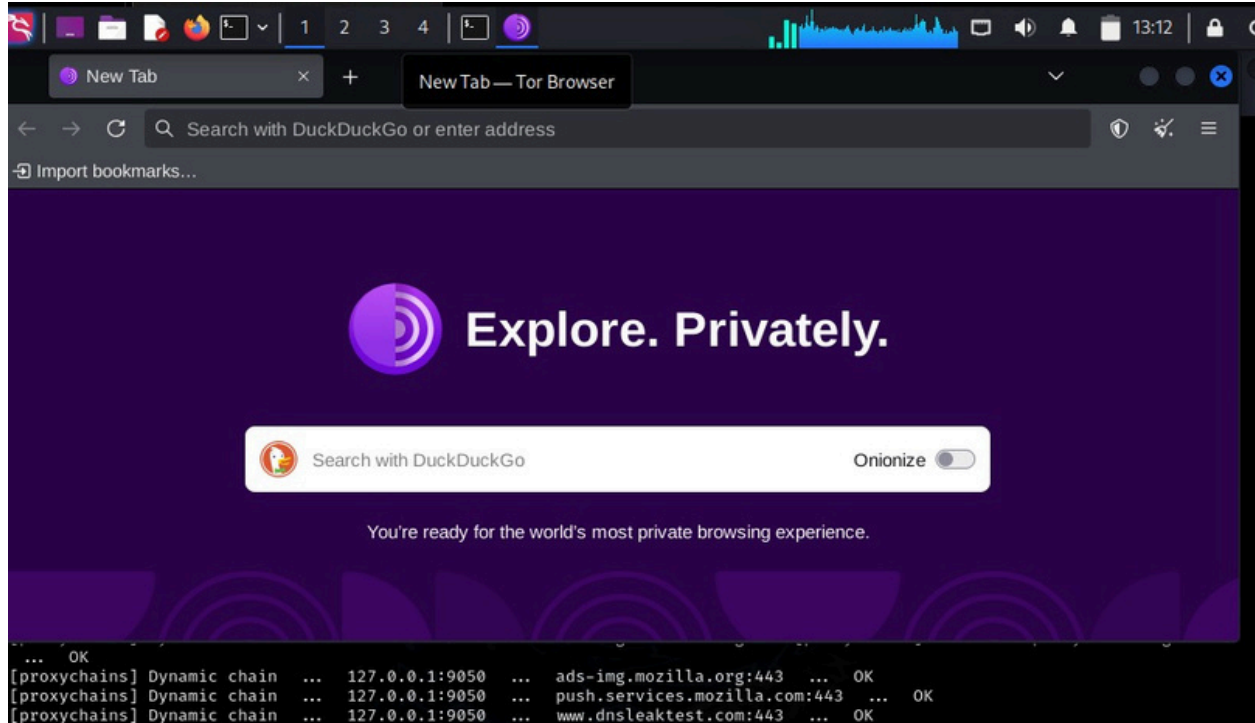 1 2 3 4 13:12
New Tab
New Tab — Tor Browser
Search with DuckDuckGo or enter address
Import bookmarks...
Explore. Privately.
Search with DuckDuckGo Onionize
You're ready for the world's most private browsing experience.
... OK
[proxychains] Dynamic chain ... 127.0.0.1:9050 ... ads-img.mozilla.org:443 ... OK
[proxychains] Dynamic chain ... 127.0.0.1:9050 ... push.services.mozilla.com:443 ... OK
[proxychains] Dynamic chain ... 127.0.0.1:9050 ... www.dnsleaktest.com:443 ... OK